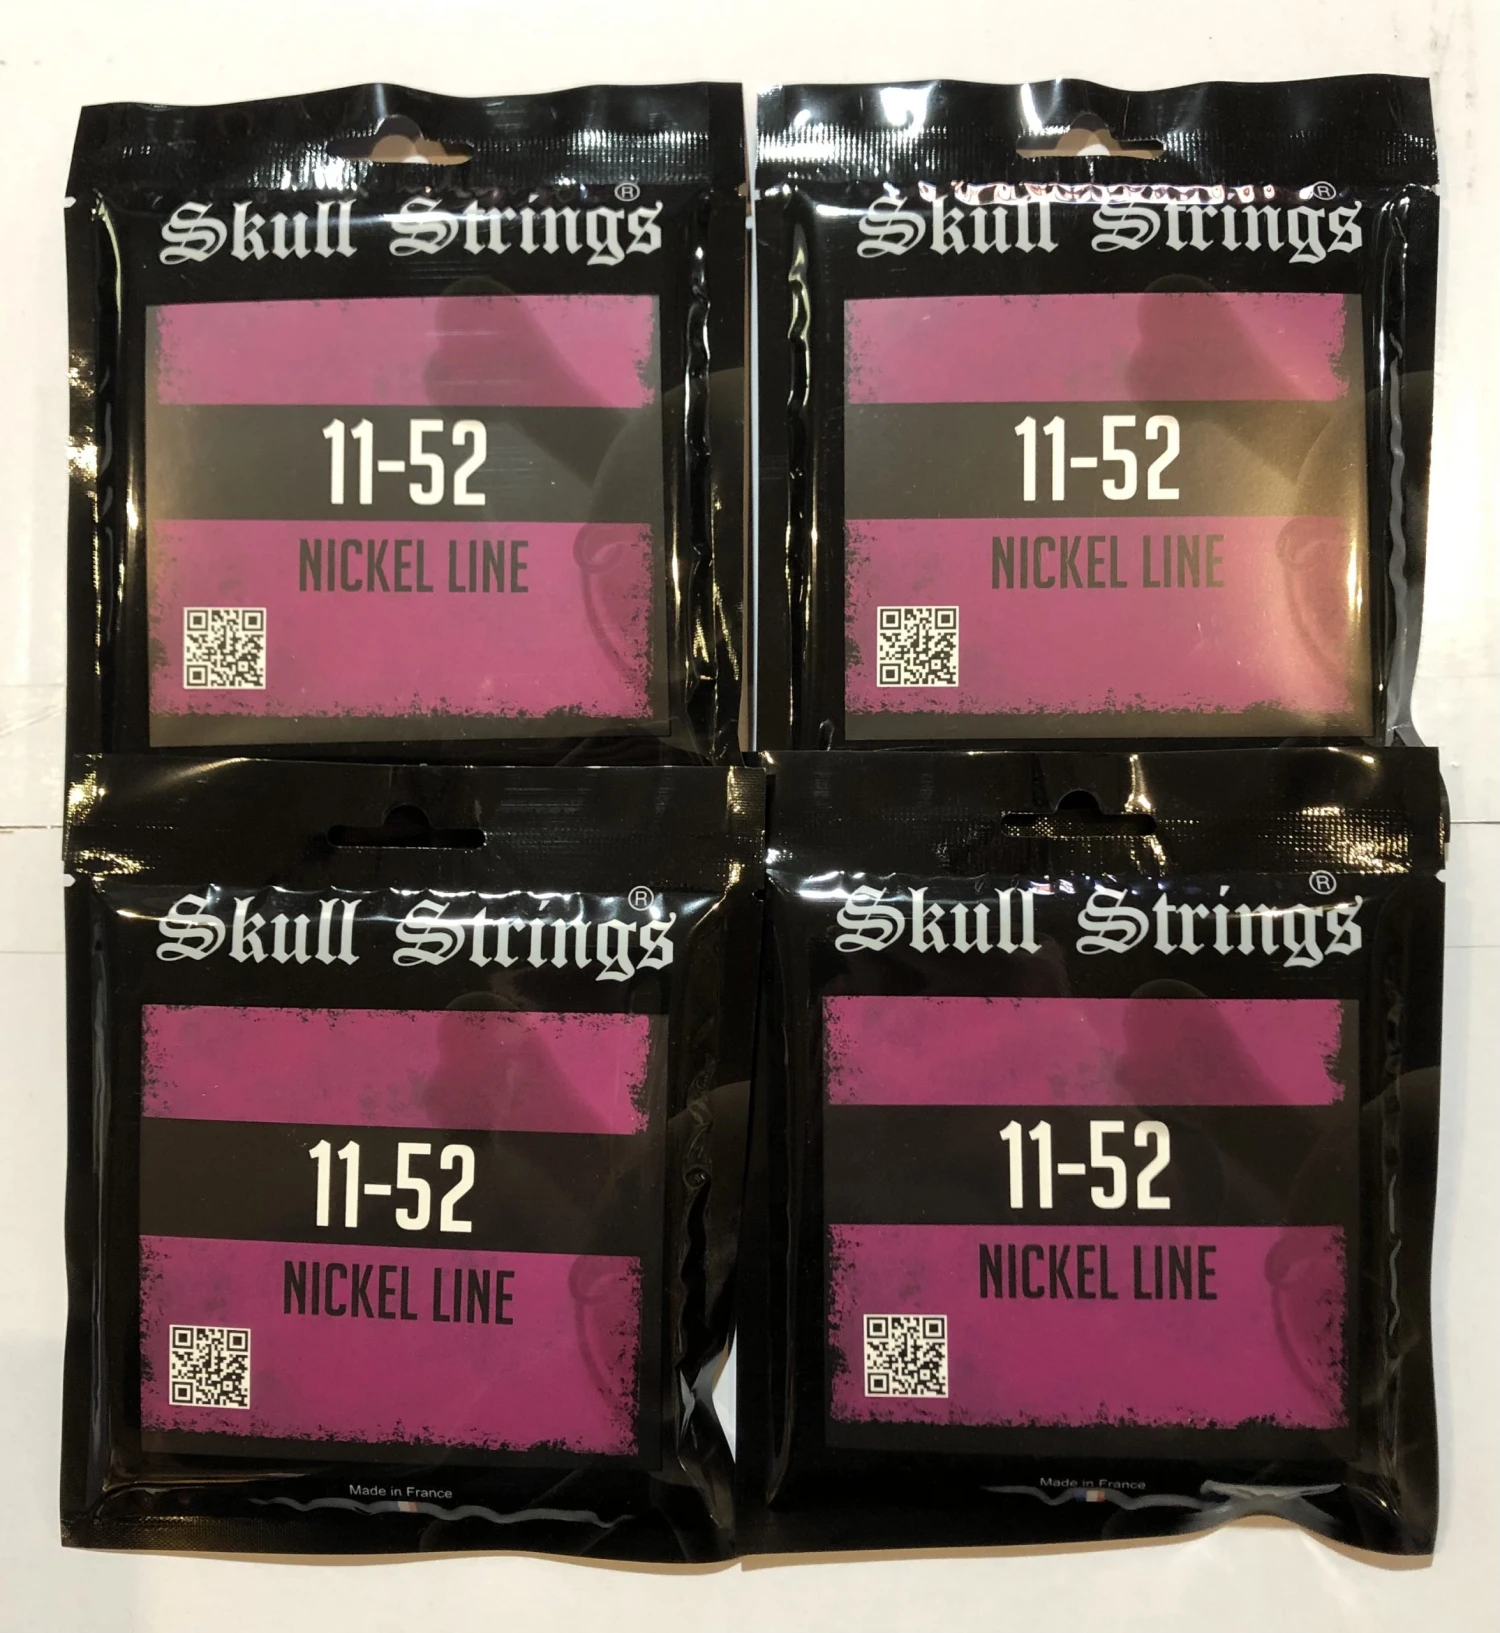 Skull Strings®
11-52
NICKEL LINE
Skull Strings®
11-52
NICKEL LINE
Skull Strings®
11-52
NICKEL LINE
Made in France
Skull Strings®
11-52
NICKEL LINE
Made in France